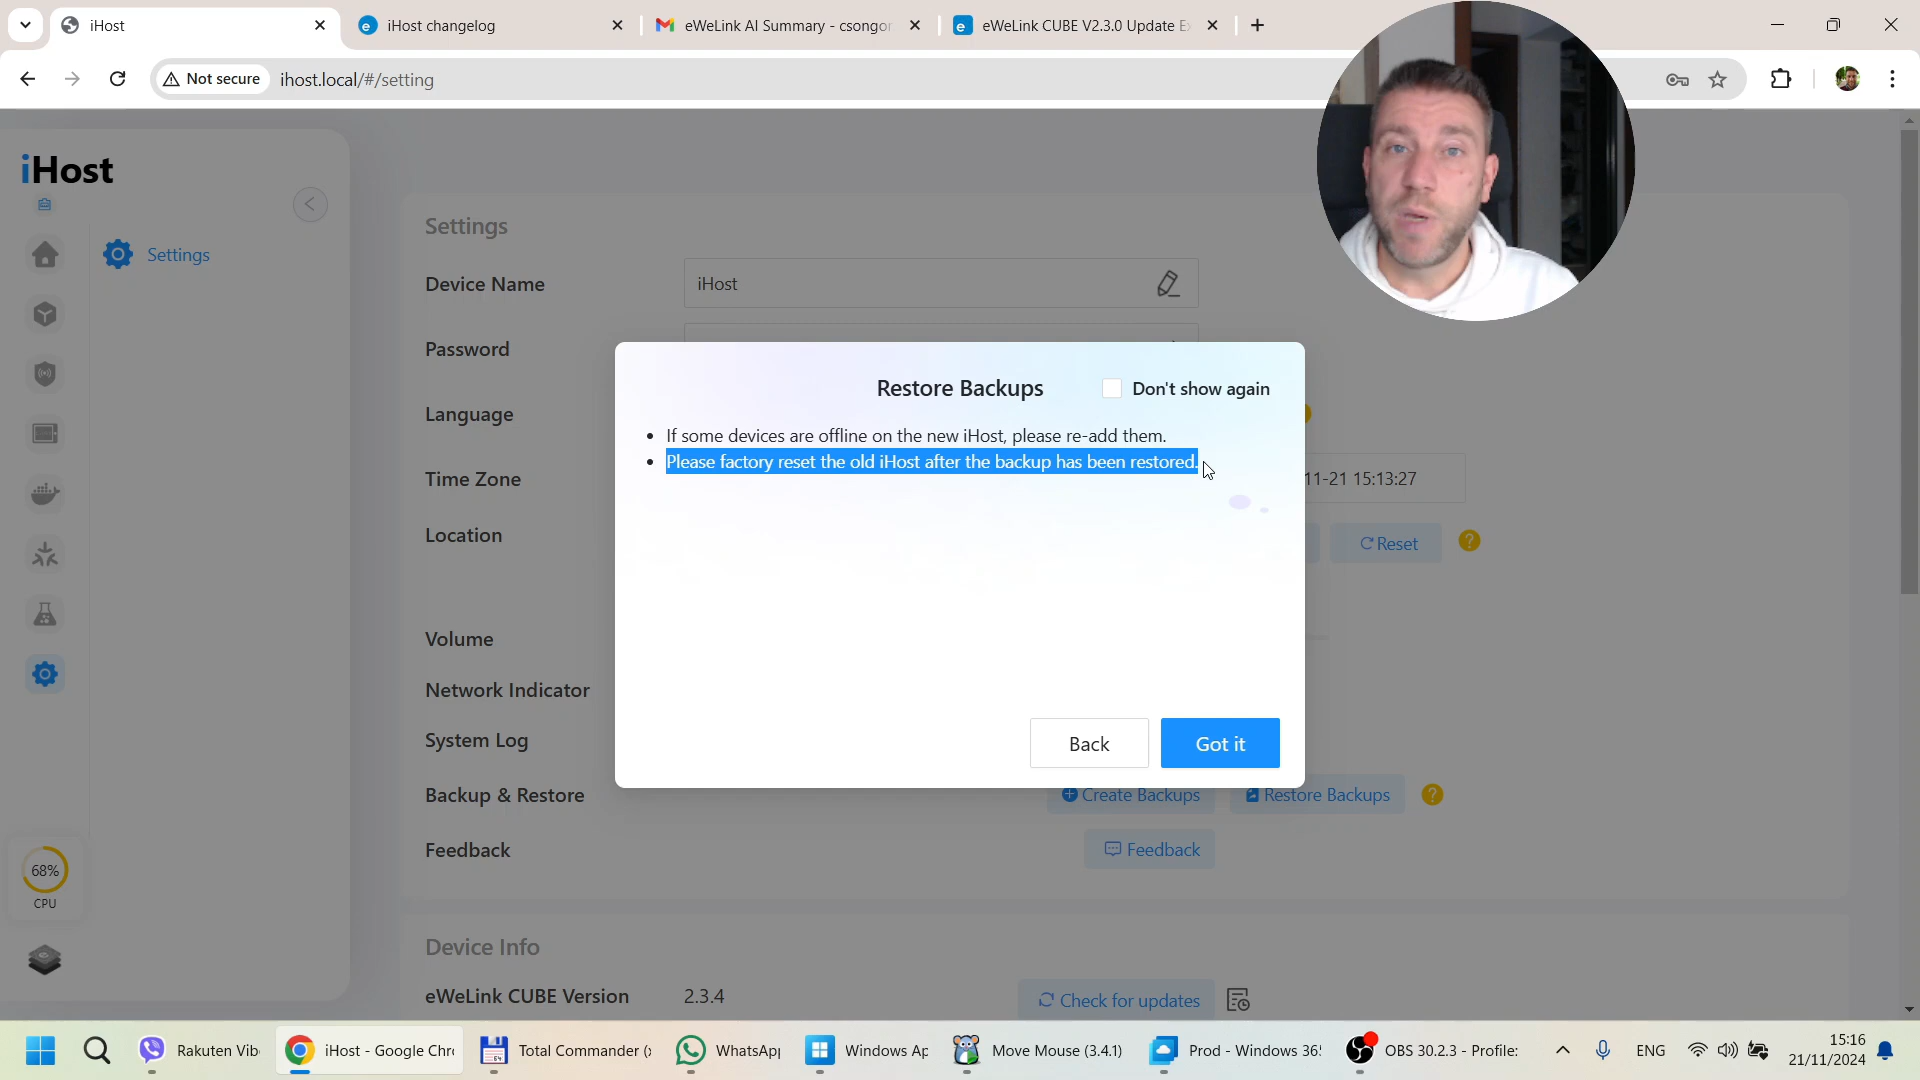 iHost
iHost changelog
eWeLink AI Summary - csongor
eWeLink CUBE V2.3.0 Update Ex
Not secure
ihost.local/#/setting
iHost
Settings
Settings
Device Name
iHost
Password
Language
Time Zone
11-21 15:13:27
Location
Reset
Volume
Network Indicator
System Log
Backup & Restore
Create Backups
Restore Backups
Feedback
Feedback
Restore Backups
Don't show again
If some devices are offline on the new iHost, please re-add them.
Please factory reset the old iHost after the backup has been restored.
Back
Got it
68%
CPU
Device Info
eWeLink CUBE Version
2.3.4
Check for updates
Rakuten Vib
iHost - Google Chr
Total Commander (
WhatsApp
Windows Ap
Move Mouse (3.4.1)
Prod - Windows 365
OBS 30.2.3 - Profile:
ENG
15:16
21/11/2024